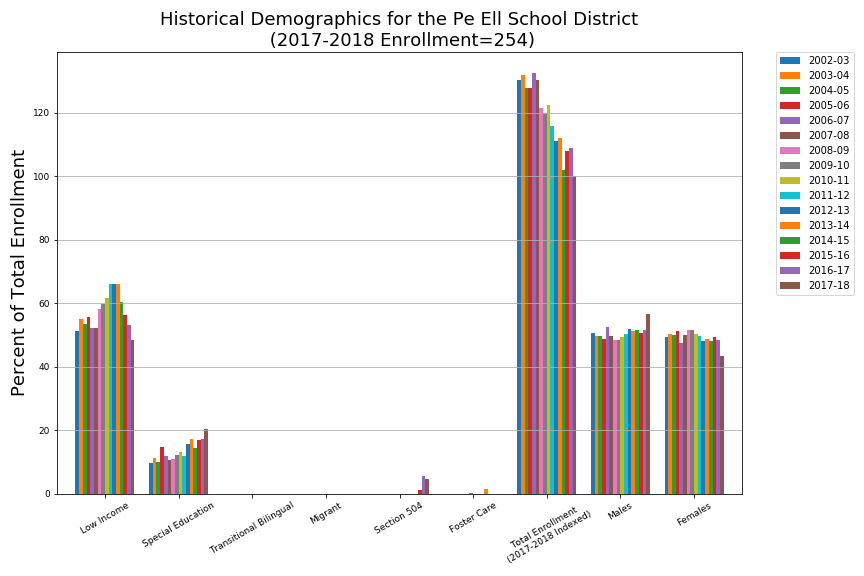 Historical Demographics for the Pe Ell School District
(2017-2018 Enrollment=254)
Percent of Total Enrollment
120
100
80
60
40
20
0
Low Income
Special Education
Transitional Bilingual
Migrant
Section 504
Foster Care
Total Enrollment
(2017-2018 Indexed)
Males
Females
2002-03
2003-04
2004-05
2005-06
2006-07
2007-08
2008-09
2009-10
2010-11
2011-12
2012-13
2013-14
2014-15
2015-16
2016-17
2017-18